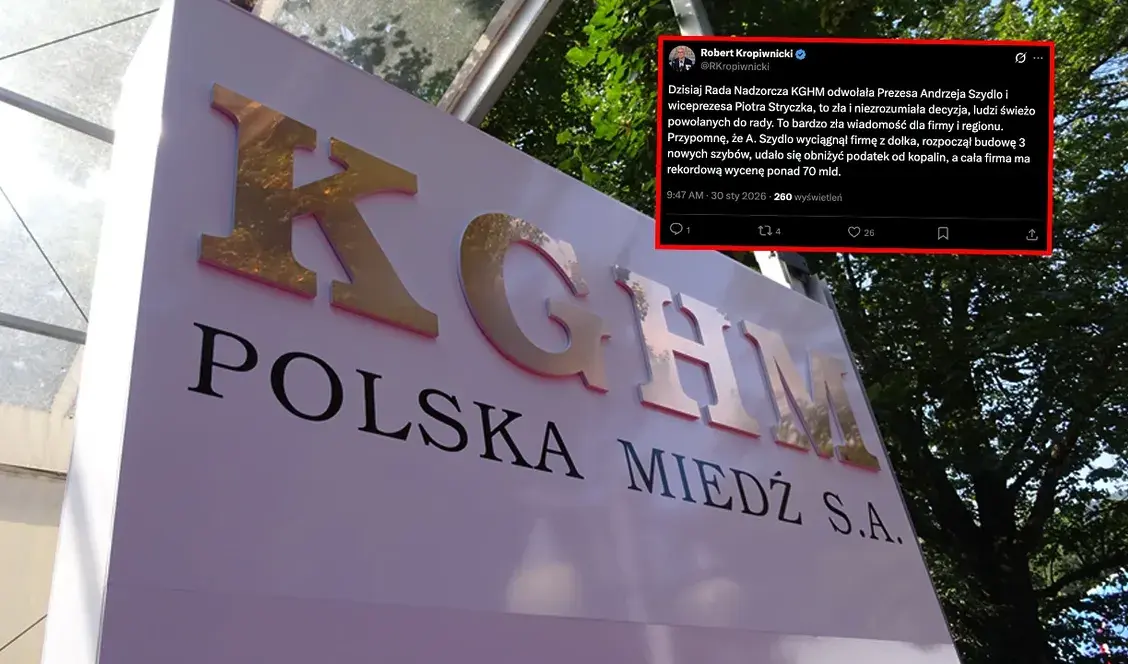 KGHM
POLSKA MIEDŹ S.A.
Robert Kropiwnicki
@RKropiwnicki
Dzisiaj Rada Nadzorcza KGHM odwołała Prezesa Andrzeja Szydlo i
wiceprezesa Piotra Stryczka, to zła i niezrozumiała decyzja, ludzi świeżo
powołanych do rady. To bardzo zła wiadomość dla firmy i regionu.
Przypomnę, że A. Szydlo wyciągnął firmę z dolka, rozpoczął budowę 3
nowych szybów, udało się obniżyć podatek od kopalin, a cała firma ma
rekordową wycenę ponad 70 mld.
9:47 AM · 30 sty 2026 · 260 wyświetleń
1 4 26